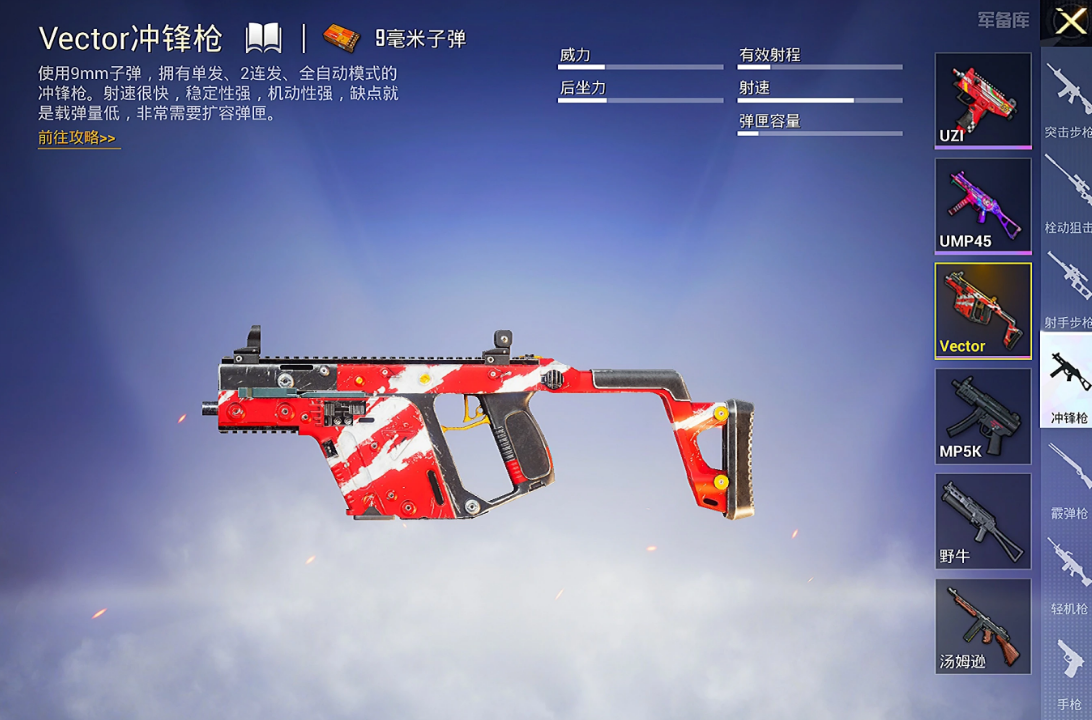 Vector冲锋枪
9毫米子弹
使用9mm子弹，拥有单发、2连发、全自动模式的
冲锋枪。射速很快，稳定性强，机动性强，缺点就
是载弹量低，非常需要扩容弹匣。
前往攻略>>
威力
有效射程
后坐力
射速
弹匣容量
军备库
UZI
UMP45
Vector
MP5K
野牛
汤姆逊
突击步枪
栓动狙击
射手步枪
冲锋枪
霰弹枪
轻机枪
手枪